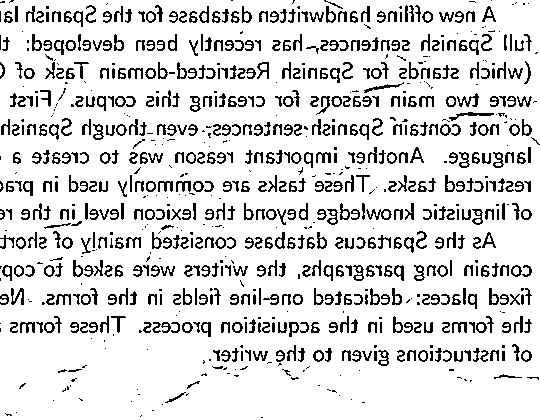 A new offline handwritten database for the Spanish la
full Spanish sentences, has recently been developed: th
(which stands for Spanish Restricted-domain Task of C
were two main reasons for creating this corpus. First
do not contain Spanish sentences, even though Spanish
language. Another important reason was to create a
restricted tasks. These tasks are commonly used in prac
of linguistic knowledge beyond the lexicon level in the re
As the Spartacus database consisted mainly of short
contain long paragraphs, the writers were asked to copy
fixed places: dedicated one-line fields in the forms. Ne
the forms used in the acquisition process. These forms
of instructions given to the writer.